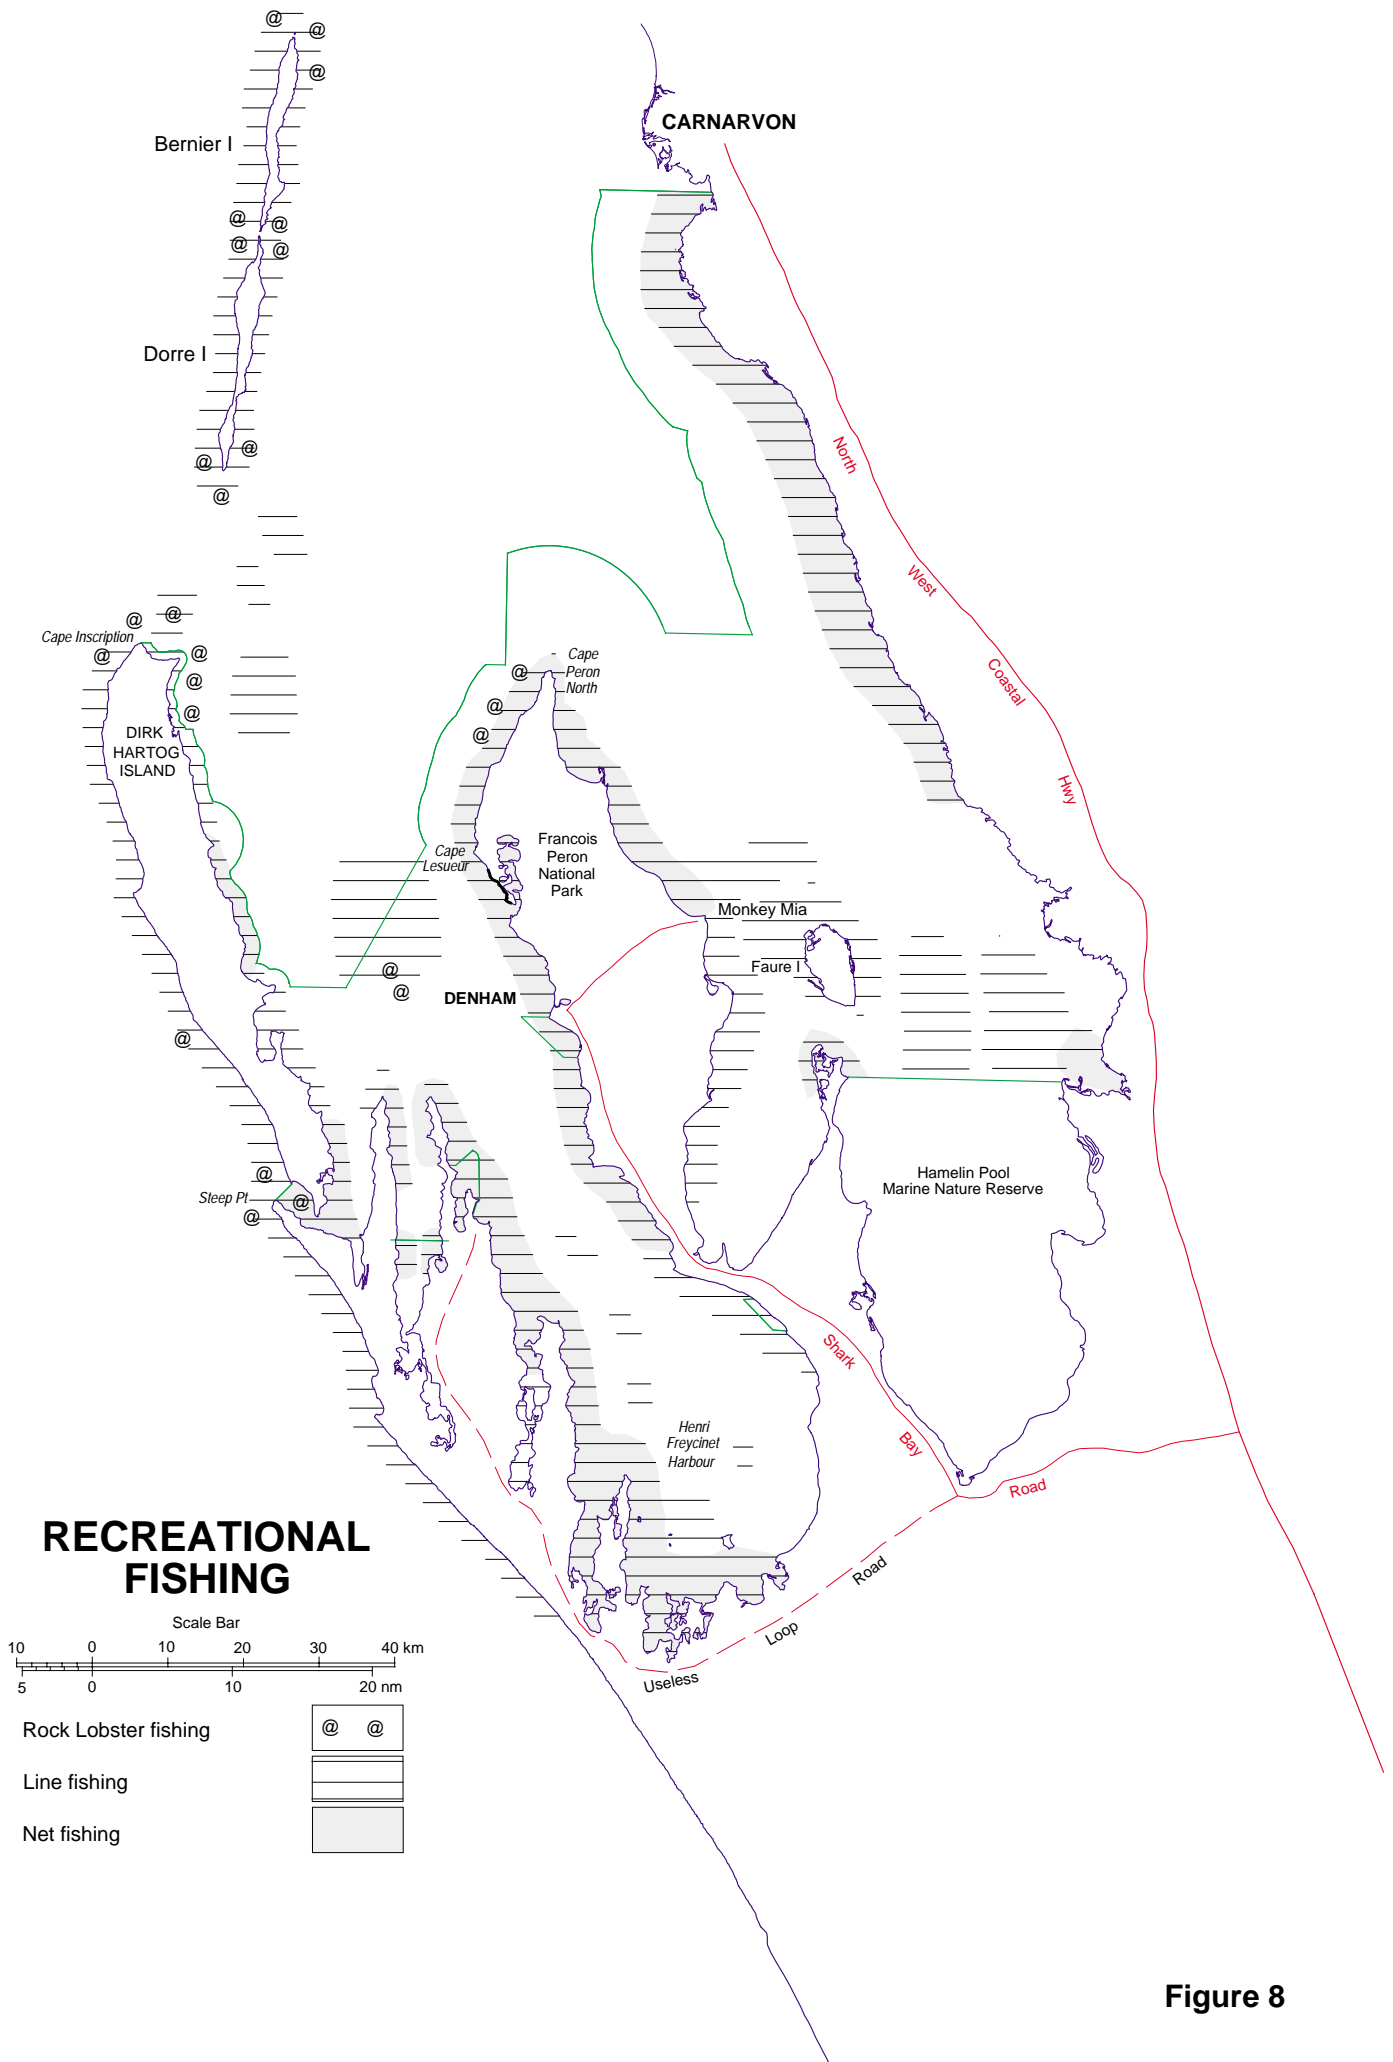 @
@
@
CARNARVON
Bernier I
@ @
@ @
Dorre I
North
@ @
@
West
@ @
Cape Inscription
@ @
@
@
Cape
Peron
North
@
@
@
Coastal
DIRK
HARTOG
ISLAND
Hwy
Cape
Lesueur
Francois
Peron
National
Park
Monkey Mia
Faure I
@
@
DENHAM
@
@
Steep Pt @
@
Hamelin Pool
Marine Nature Reserve
Shark
Bay
Road
Henri
Freycinet
Harbour
RECREATIONAL
FISHING
Road
Loop
Useless
Scale Bar
10 0 10 20 30 40 km
5 0 10 20 nm
Rock Lobster fishing @ @
Line fishing
Net fishing
Figure 8